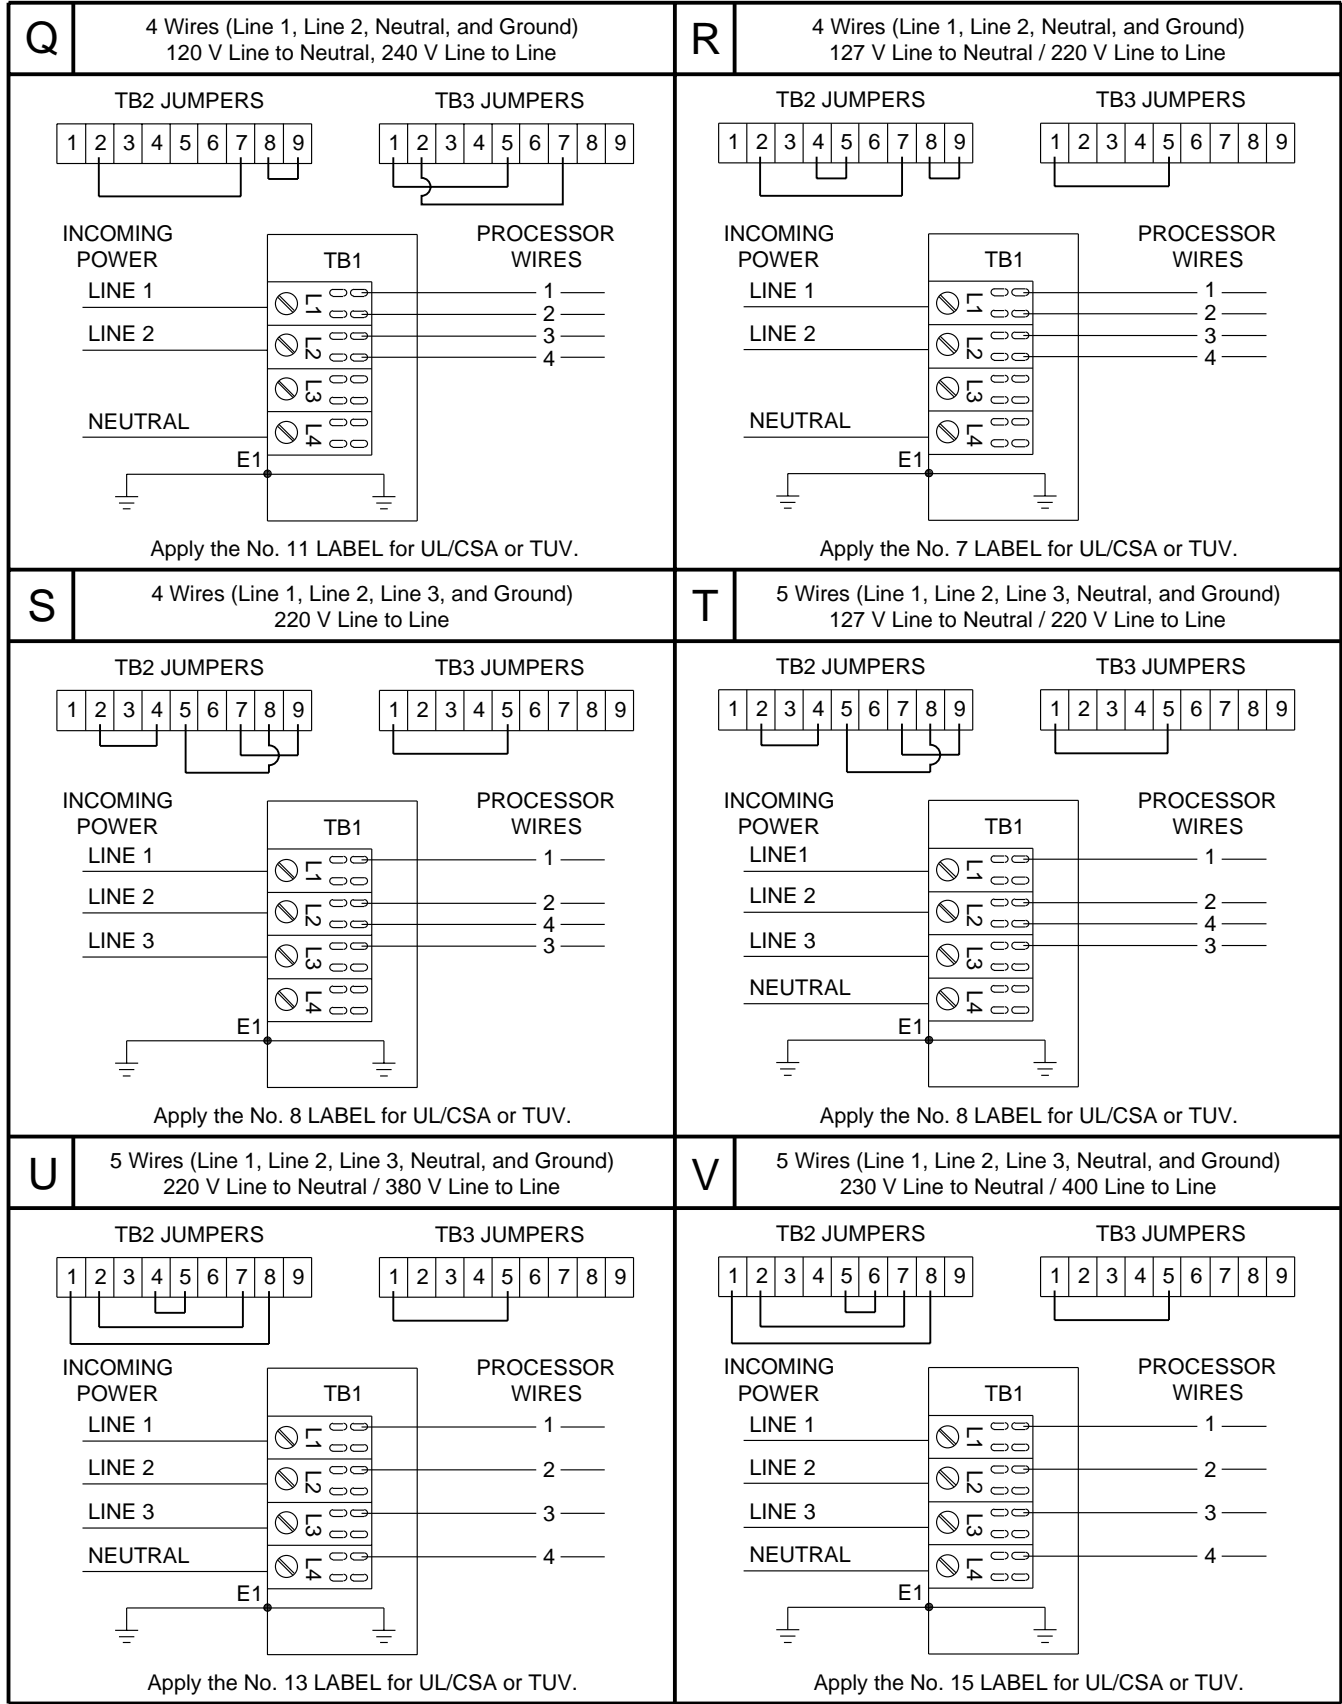 Q
4 Wires (Line 1, Line 2, Neutral, and Ground)
120 V Line to Neutral, 240 V Line to Line
TB2 JUMPERS
TB3 JUMPERS
1 2 3 4 5 6 7 8 9
1 2 3 4 5 6 7 8 9
INCOMING
POWER
TB1
PROCESSOR
WIRES
LINE 1
L1
1
2
LINE 2
L2
3
4
L3
NEUTRAL
L4
E1
Apply the No. 11 LABEL for UL/CSA or TUV.
R
4 Wires (Line 1, Line 2, Neutral, and Ground)
127 V Line to Neutral / 220 V Line to Line
TB2 JUMPERS
TB3 JUMPERS
1 2 3 4 5 6 7 8 9
1 2 3 4 5 6 7 8 9
INCOMING
POWER
TB1
PROCESSOR
WIRES
LINE 1
L1
1
2
LINE 2
L2
3
4
L3
NEUTRAL
L4
E1
Apply the No. 7 LABEL for UL/CSA or TUV.
S
4 Wires (Line 1, Line 2, Line 3, and Ground)
220 V Line to Line
TB2 JUMPERS
TB3 JUMPERS
1 2 3 4 5 6 7 8 9
1 2 3 4 5 6 7 8 9
INCOMING
POWER
TB1
PROCESSOR
WIRES
LINE 1
L1
1
LINE 2
L2
2
4
LINE 3
L3
3
L4
E1
Apply the No. 8 LABEL for UL/CSA or TUV.
T
5 Wires (Line 1, Line 2, Line 3, Neutral, and Ground)
127 V Line to Neutral / 220 V Line to Line
TB2 JUMPERS
TB3 JUMPERS
1 2 3 4 5 6 7 8 9
1 2 3 4 5 6 7 8 9
INCOMING
POWER
TB1
PROCESSOR
WIRES
LINE1
L1
1
LINE 2
L2
2
4
LINE 3
L3
3
NEUTRAL
L4
E1
Apply the No. 8 LABEL for UL/CSA or TUV.
U
5 Wires (Line 1, Line 2, Line 3, Neutral, and Ground)
220 V Line to Neutral / 380 V Line to Line
TB2 JUMPERS
TB3 JUMPERS
1 2 3 4 5 6 7 8 9
1 2 3 4 5 6 7 8 9
INCOMING
POWER
TB1
PROCESSOR
WIRES
LINE 1
L1
1
LINE 2
L2
2
LINE 3
L3
3
NEUTRAL
L4
4
E1
Apply the No. 13 LABEL for UL/CSA or TUV.
V
5 Wires (Line 1, Line 2, Line 3, Neutral, and Ground)
230 V Line to Neutral / 400 Line to Line
TB2 JUMPERS
TB3 JUMPERS
1 2 3 4 5 6 7 8 9
1 2 3 4 5 6 7 8 9
INCOMING
POWER
TB1
PROCESSOR
WIRES
LINE 1
L1
1
LINE 2
L2
2
LINE 3
L3
3
NEUTRAL
L4
4
E1
Apply the No. 15 LABEL for UL/CSA or TUV.